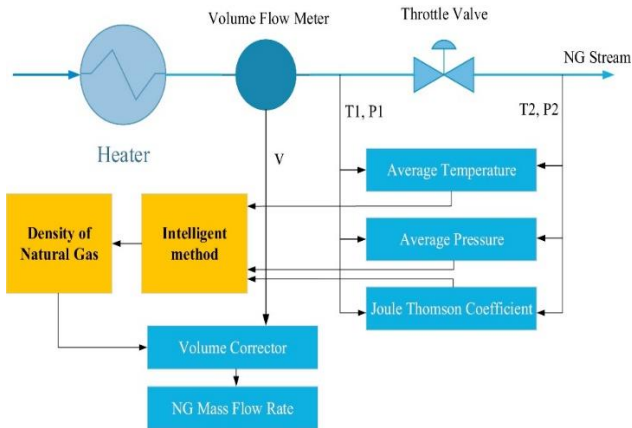 Volume Flow Meter
Throttle Valve
NG Stream
T1, P1
T2, P2
Heater
V
Average Temperature
Density of
Natural Gas
Intelligent
method
Average Pressure
Joule Thomson Coefficient
Volume Corrector
NG Mass Flow Rate